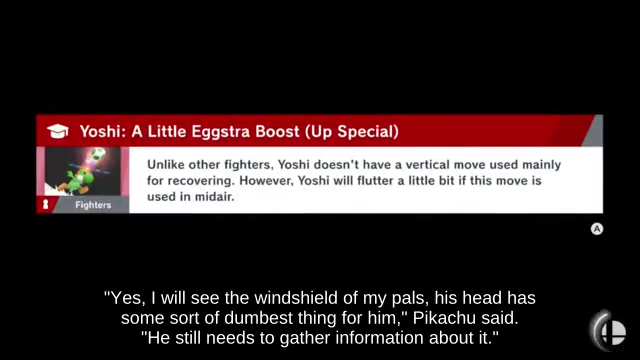 Yoshi: A Little Eggstra Boost (Up Special)
Unlike other fighters, Yoshi doesn't have a vertical move used mainly
for recovering. However, Yoshi will flutter a little bit if this move is
used in midair.
Fighters
A
"Yes, I will see the windshield of my pals, his head has
some sort of dumbest thing for him," Pikachu said.
"He still needs to gather information about it."